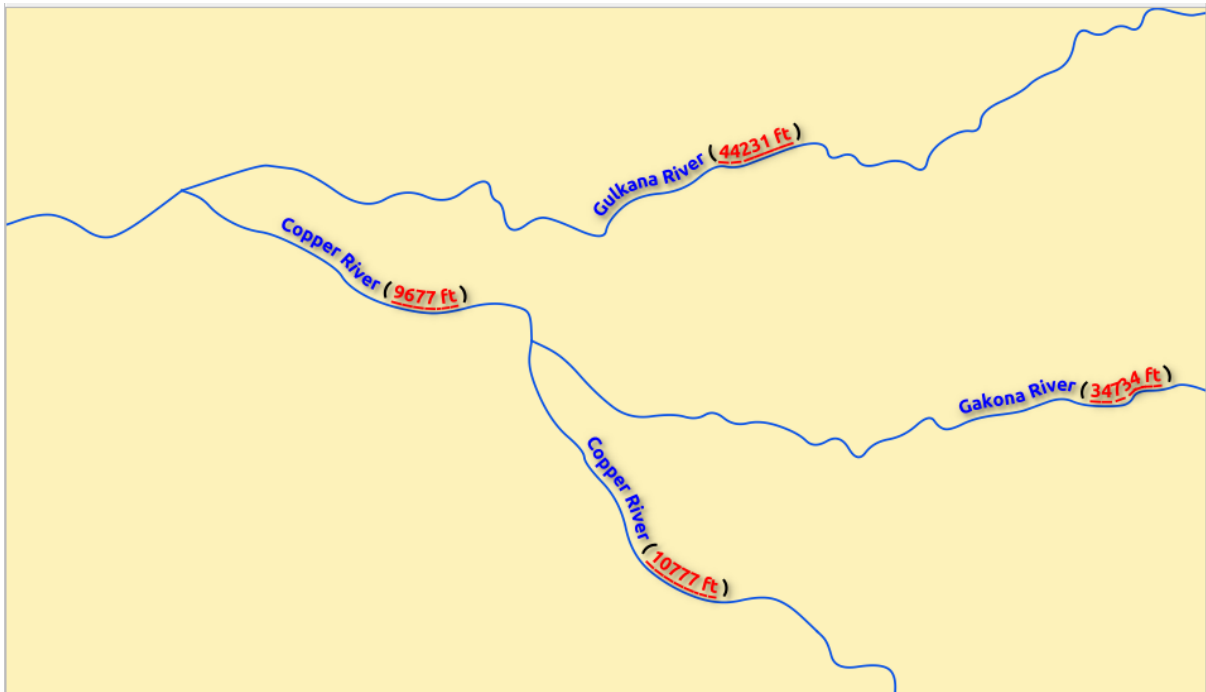 Gulkana River (44231 ft)
Copper River (9677 ft)
Gakona River (34734 ft)
Copper River (10777 ft)